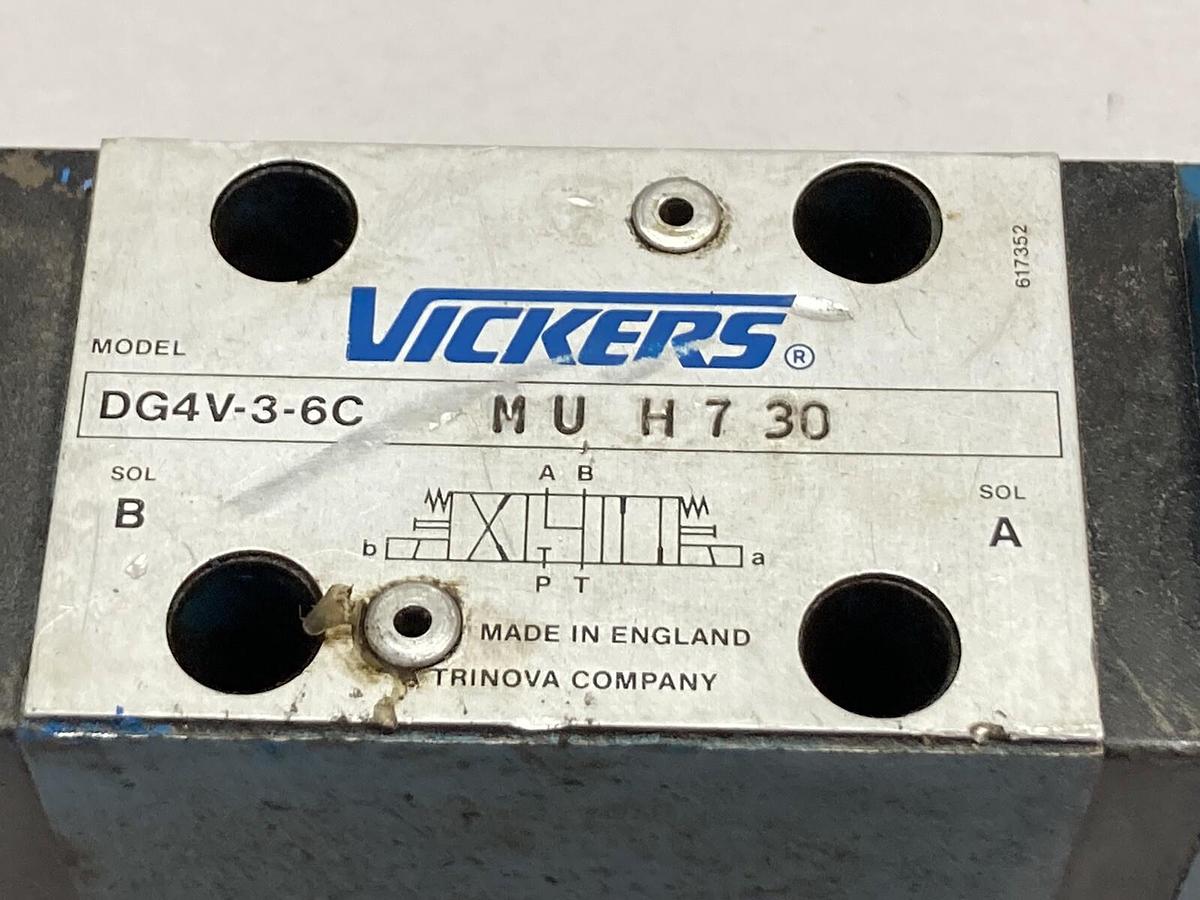 617352
VICKERS®
MODEL
DG4V-3-6C M U H 7 30
SOL B
A B
SOL A
b
a
T
P T
MADE IN ENGLAND
TRINOVA COMPANY